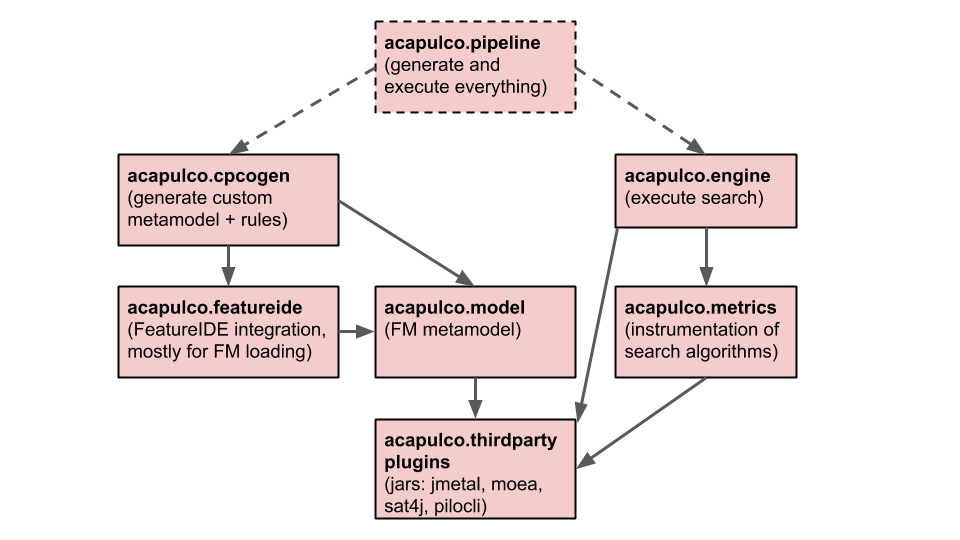 acapulco.pipeline
(generate and
execute everything)
acapulco.cpcogen
(generate custom
metamodel + rules)
acapulco.engine
(execute search)
acapulco.featureide
(FeatureIDE integration,
mostly for FM loading)
acapulco.model
(FM metamodel)
acapulco.metrics
(instrumentation of
search algorithms)
acapulco.thirdparty
plugins
(jars: jmetal, moea,
sat4j, pilocli)